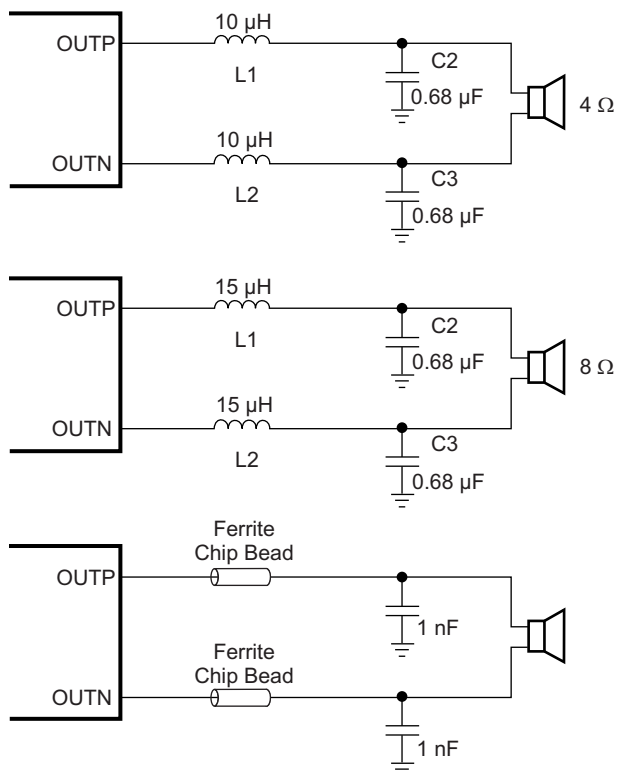 10 µH
OUTP
L1
C2
0.68 µF
4 Ω
10 µH
OUTN
L2
C3
0.68 µF
15 µH
OUTP
L1
C2
0.68 µF
8 Ω
15 µH
OUTN
L2
C3
0.68 µF
Ferrite
Chip Bead
OUTP
1 nF
Ferrite
Chip Bead
OUTN
1 nF